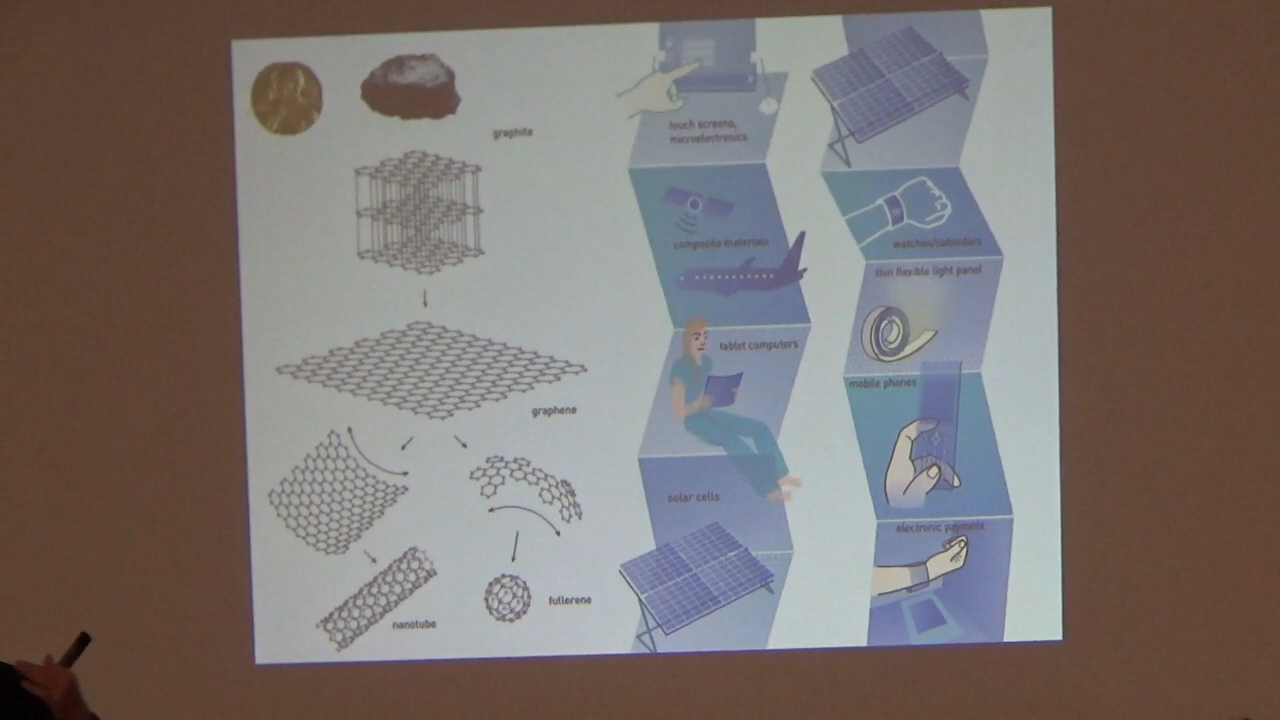 graphite
graphene
nanotube
fullerene
touch screens,
microelectronics
composite materials
tablet computers
solar cells
watches/calendars
thin flexible light panel
mobile phones
electronic payment